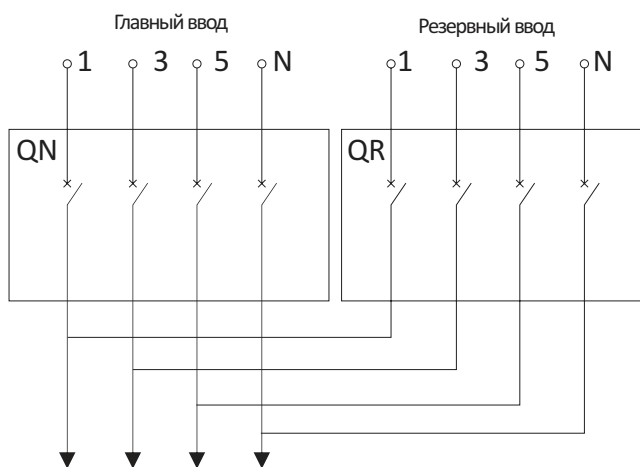 Главный ввод
Резервный ввод
1 3 5 N
1 3 5 N
QN
QR